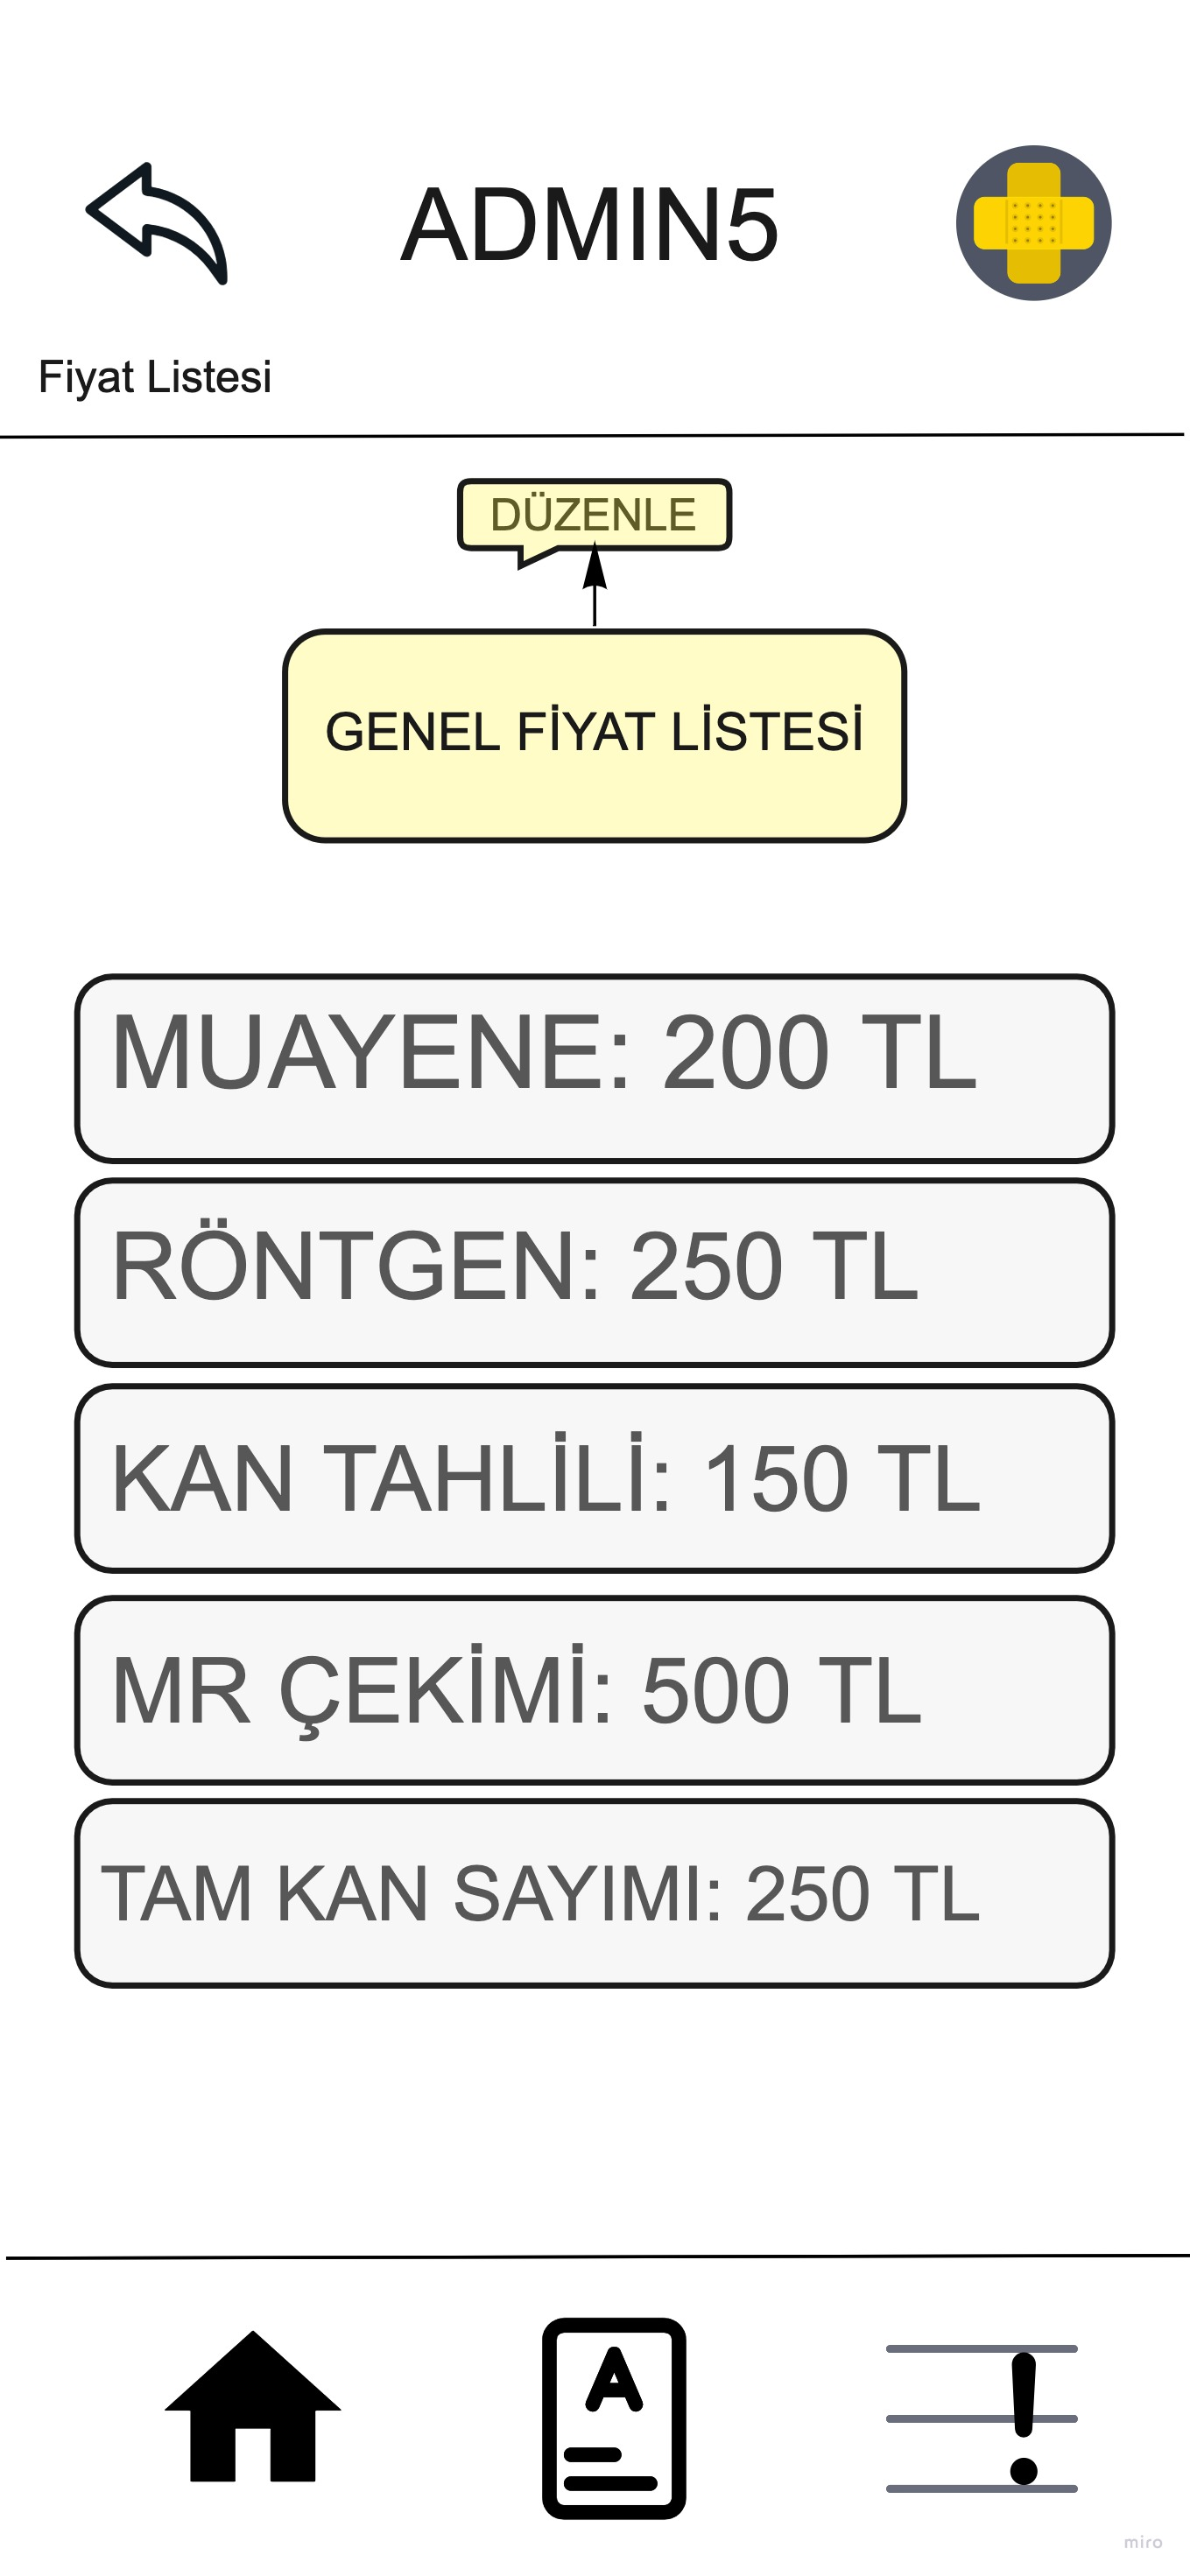 ADMIN5
Fiyat Listesi
DÜZENLE
GENEL FİYAT LİSTESİ
MUAYENE: 200 TL
RÖNTGEN: 250 TL
KAN TAHLİLİ: 150 TL
MR ÇEKİMİ: 500 TL
TAM KAN SAYIMI: 250 TL
A
miro